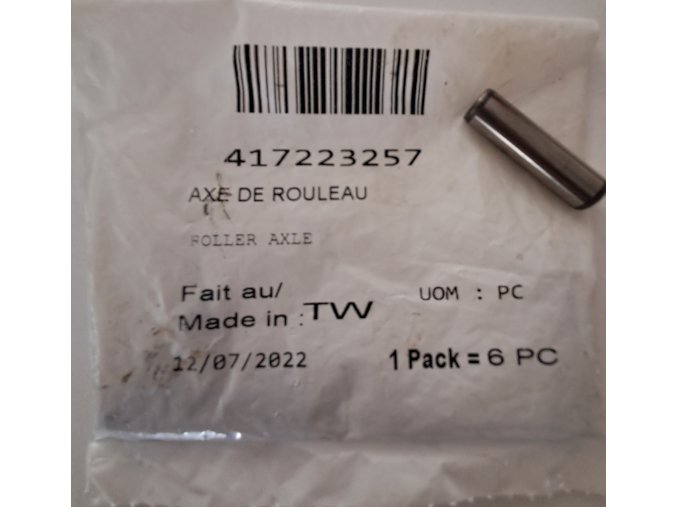 417223257
AXE DE ROULEAU
ROLLER AXLE
Fait au/
Made in : TW
UOM : PC
12/07/2022
1 Pack = 6 PC